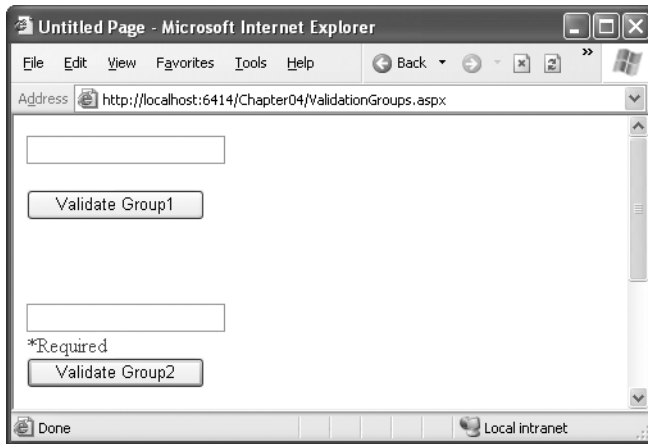 Untitled Page - Microsoft Internet Explorer
File Edit View Favorites Tools Help Back »
Address http://localhost:6414/Chapter04/ValidationGroups.aspx
Validate Group1
*Required
Validate Group2
Done Local intranet